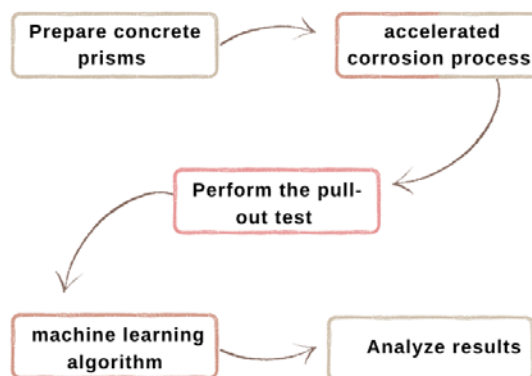 Prepare concrete
prisms
accelerated
corrosion process
Perform the pull-
out test
machine learning
algorithm
Analyze results